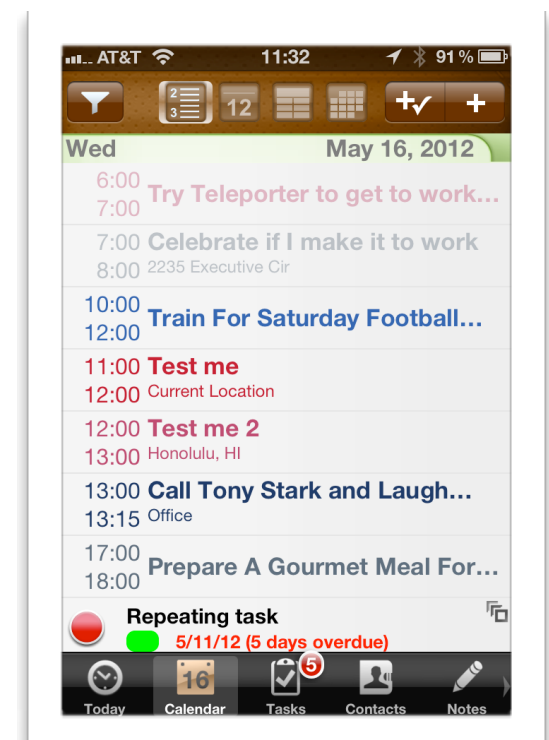 AT&T 11:32 91%
2 3 12
Wed May 16, 2012
6:00 Try Teleporter to get to work...
7:00
7:00 Celebrate if I make it to work
8:00 2235 Executive Cir
10:00 Train For Saturday Football...
12:00
11:00 Test me
12:00 Current Location
12:00 Test me 2
13:00 Honolulu, HI
13:00 Call Tony Stark and Laugh...
13:15 Office
17:00 Prepare A Gourmet Meal For...
18:00
Repeating task
5/11/12 (5 days overdue)
16 5
Today Calendar Tasks Contacts Notes